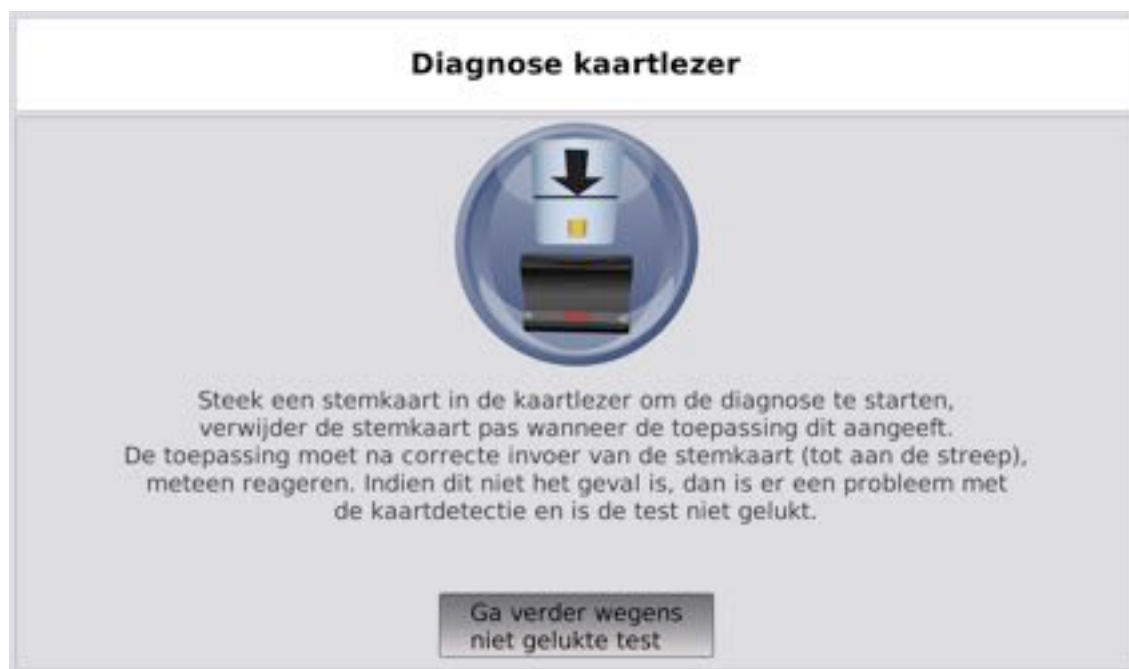 Diagnose kaartlezer
Steek een stemkaart in de kaartlezer om de diagnose te starten,
verwijder de stemkaart pas wanneer de toepassing dit aangeeft.
De toepassing moet na correcte invoer van de stemkaart (tot aan de streep),
meteen reageren. Indien dit niet het geval is, dan is er een probleem met
de kaartdetectie en is de test niet gelukt.
Ga verder wegens
niet gelukte test